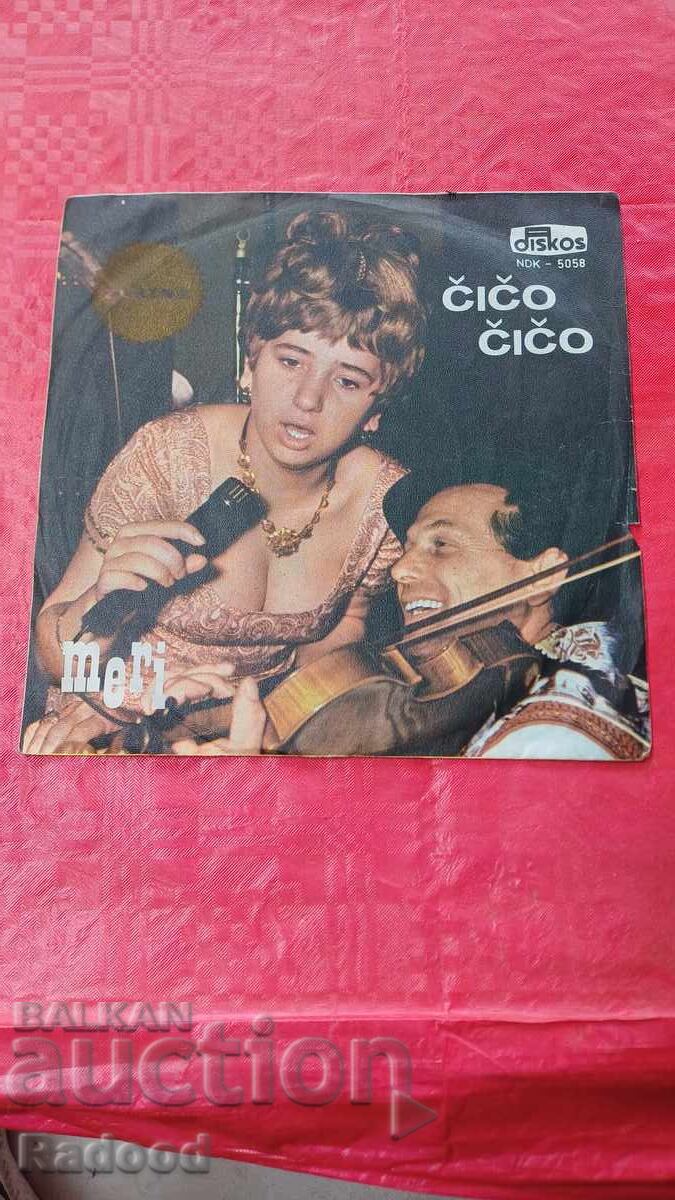 diskos
NDK - 5058
ČIČO
ČIČO
meri
BALKAN
auction
Radood